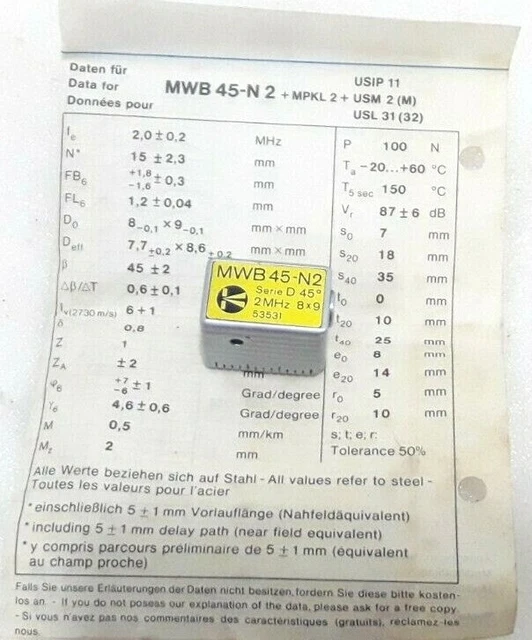 Daten für
Data for
Données pour
MWB 45-N 2 + MPKL 2 + USM 2 (M)
USIP 11
USL 31 (32)
fe 2,0 ± 0,2 MHz
N* 15 ± 2,3 mm
FB6 +1,8 -1,6 ± 0,3 mm
FL6 1,2 ± 0,04 mm
D0 8-0,1 × 9-0,1 mm × mm
Deff 7,7±0,2 × 8,6±0,2 mm × mm
β 45 ± 2
Δβ/ΔT 0,6 ± 0,1
lv(2730 m/s) 6 + 1
δ 0,8
Z 1
ZA ± 2 mm
φ6 +7 -6 ± 1 Grad/degree
γ6 4,6 ± 0,6 Grad/degree
M 0,5 mm/km
Mz 2 mm
P 100 N
Ta -20...+60 °C
T5 sec 150 °C
Vr 87 ± 6 dB
s0 7 mm
s20 18 mm
s40 35 mm
t0 0 mm
t20 10 mm
t40 25 mm
e0 8 mm
e20 14 mm
r0 5 mm
r20 10 mm
s; t; e; r:
Tolerance 50%
MWB 45-N2
Serie D 45°
2MHz 8x9
53531
Alle Werte beziehen sich auf Stahl - All values refer to steel -
Toutes les valeurs pour l'acier
*einschließlich 5 ± 1 mm Vorlauflänge (Nahfeldäquivalent)
*including 5 ± 1 mm delay path (near field equivalent)
*y compris parcours préliminaire de 5 ± 1 mm (équivalent
au champ proche)
Falls Sie unsere Erläuterungen der Daten nicht besitzen, fordern Sie diese bitte kosten-
los an. - If you do not posess our explanation of the data, please ask for a free copy.
- Si vous n'avez pas nos commentaires des caractéristiques (gratuits), réclamez-les
nous.